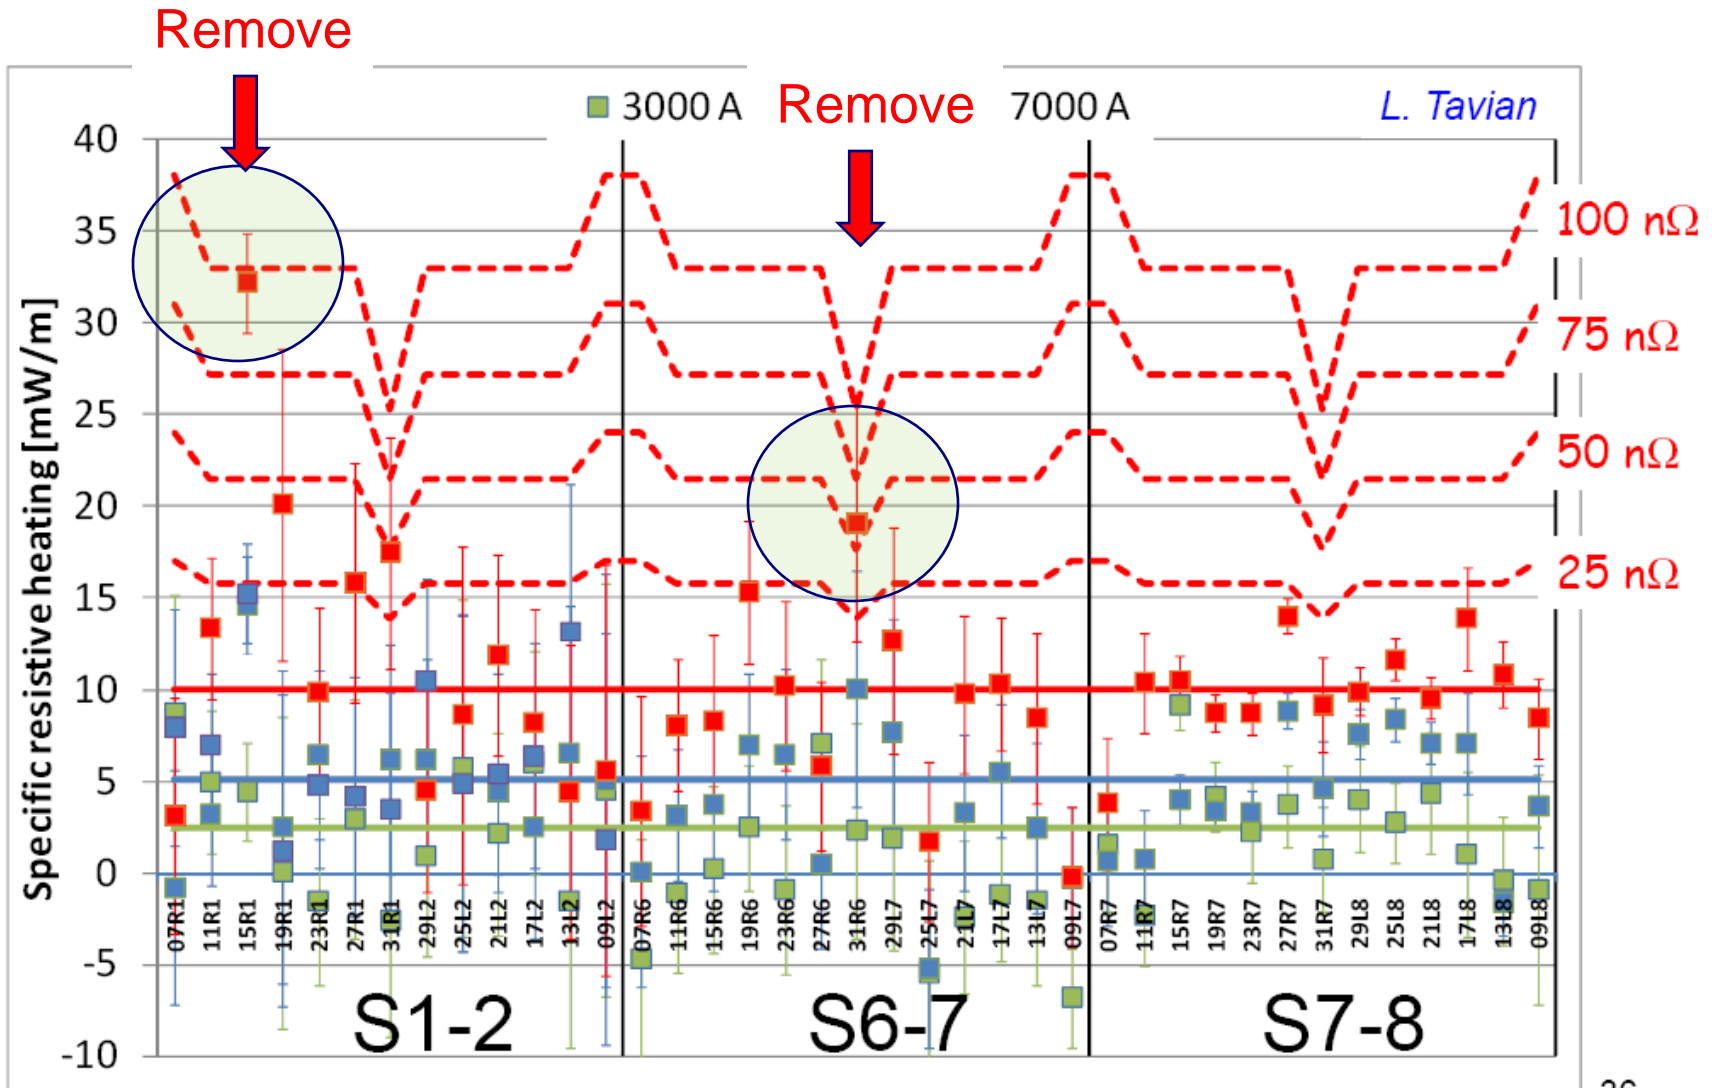 Remove
Remove
3000 A
7000 A
L. Tavian
Specific resistive heating [mW/m]
40
35
30
25
20
15
10
5
0
-5
-10
100 nΩ
75 nΩ
50 nΩ
25 nΩ
07R1
11R1
15R1
19R1
23R1
27R1
31R1
29L2
25L2
21L2
17L2
13L2
09L2
07R6
11R6
15R6
19R6
23R6
27R6
31R6
29L7
25L7
21L7
17L7
13L7
09L7
07R7
11R7
15R7
19R7
23R7
27R7
31R7
29L8
25L8
21L8
17L8
13L8
09L8
S1-2
S6-7
S7-8